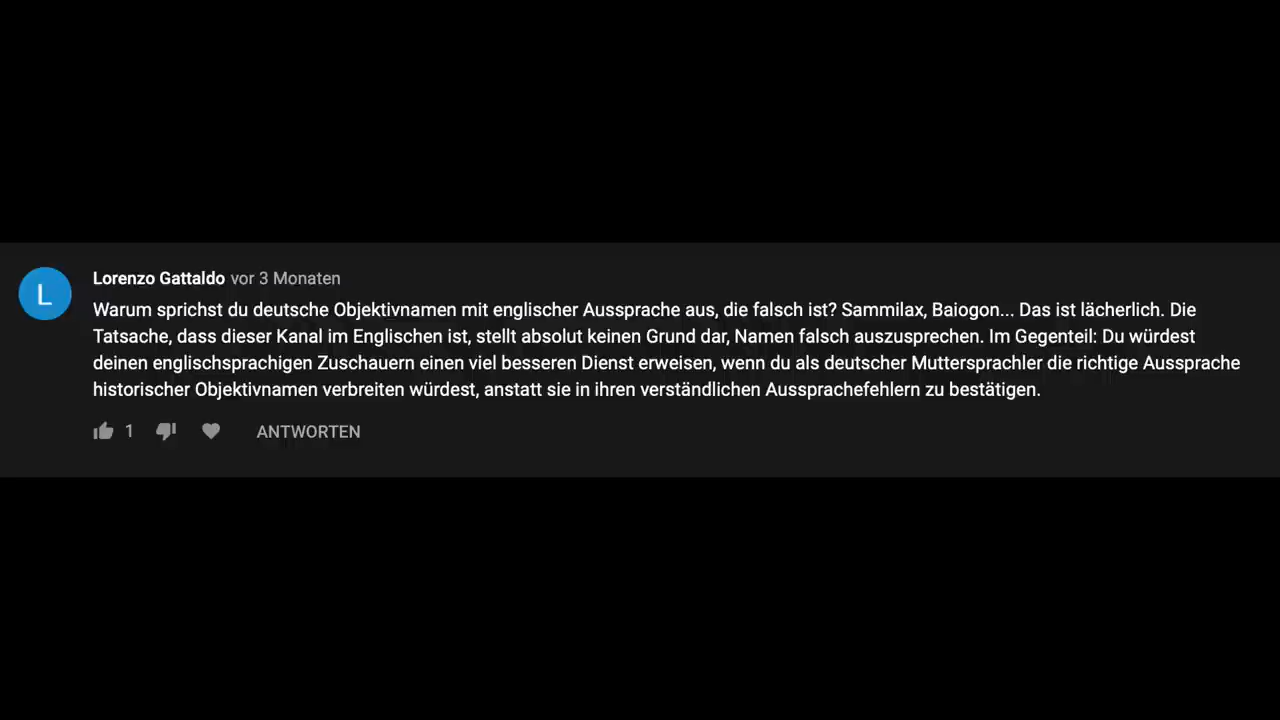 L
Lorenzo Gattaldo vor 3 Monaten
Warum sprichst du deutsche Objektivnamen mit englischer Aussprache aus, die falsch ist? Sammilax, Baiogon... Das ist lächerlich. Die
Tatsache, dass dieser Kanal im Englischen ist, stellt absolut keinen Grund dar, Namen falsch auszusprechen. Im Gegenteil: Du würdest
deinen englischsprachigen Zuschauern einen viel besseren Dienst erweisen, wenn du als deutscher Muttersprachler die richtige Aussprache
historischer Objektivnamen verbreiten würdest, anstatt sie in ihren verständlichen Aussprachefehlern zu bestätigen.
1 ANTWORTEN